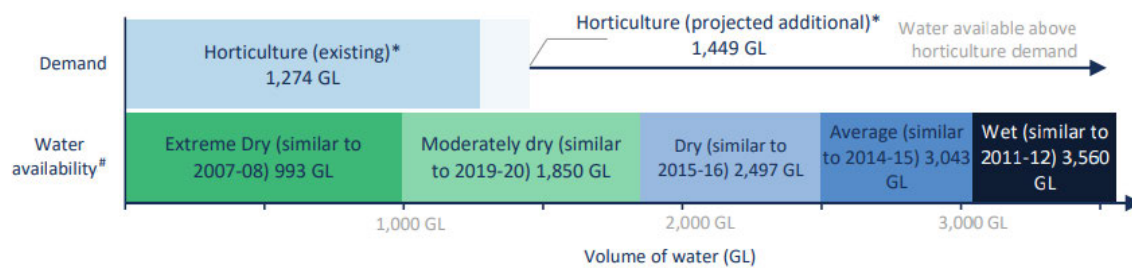 Demand
Horticulture (existing)*
1,274 GL
Horticulture (projected additional)*
1,449 GL
Water available above
horticulture demand
Water
availability#
Extreme Dry (similar to
2007-08) 993 GL
Moderately dry (similar
to 2019-20) 1,850 GL
Dry (similar to
2015-16) 2,497 GL
Average (similar
to 2014-15) 3,043
GL
Wet (similar to
2011-12) 3,560
GL
1,000 GL
2,000 GL
3,000 GL
Volume of water (GL)